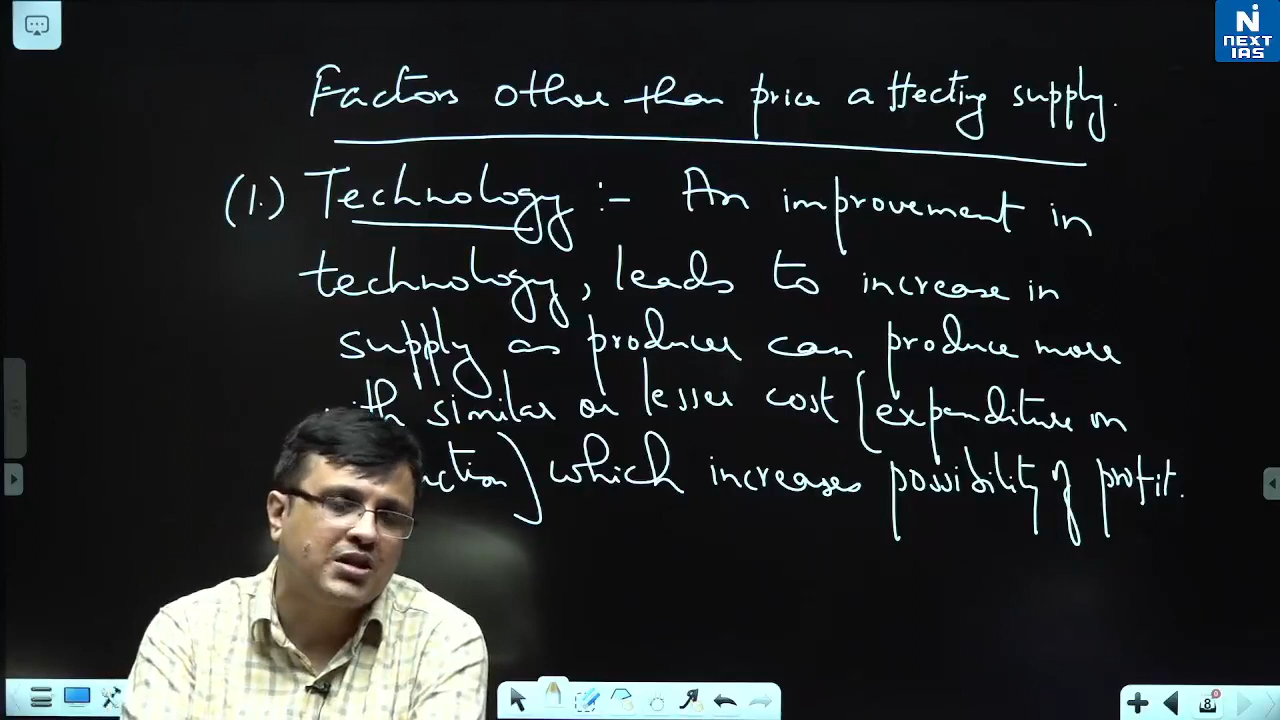 NEXT IAS
Factors other than price affecting supply.
(1.) Technology :- An improvement in
technology, leads to increase in
supply as producer can produce more
similar or lesser cost (expenditure on
) which increases possibility of profit.
8